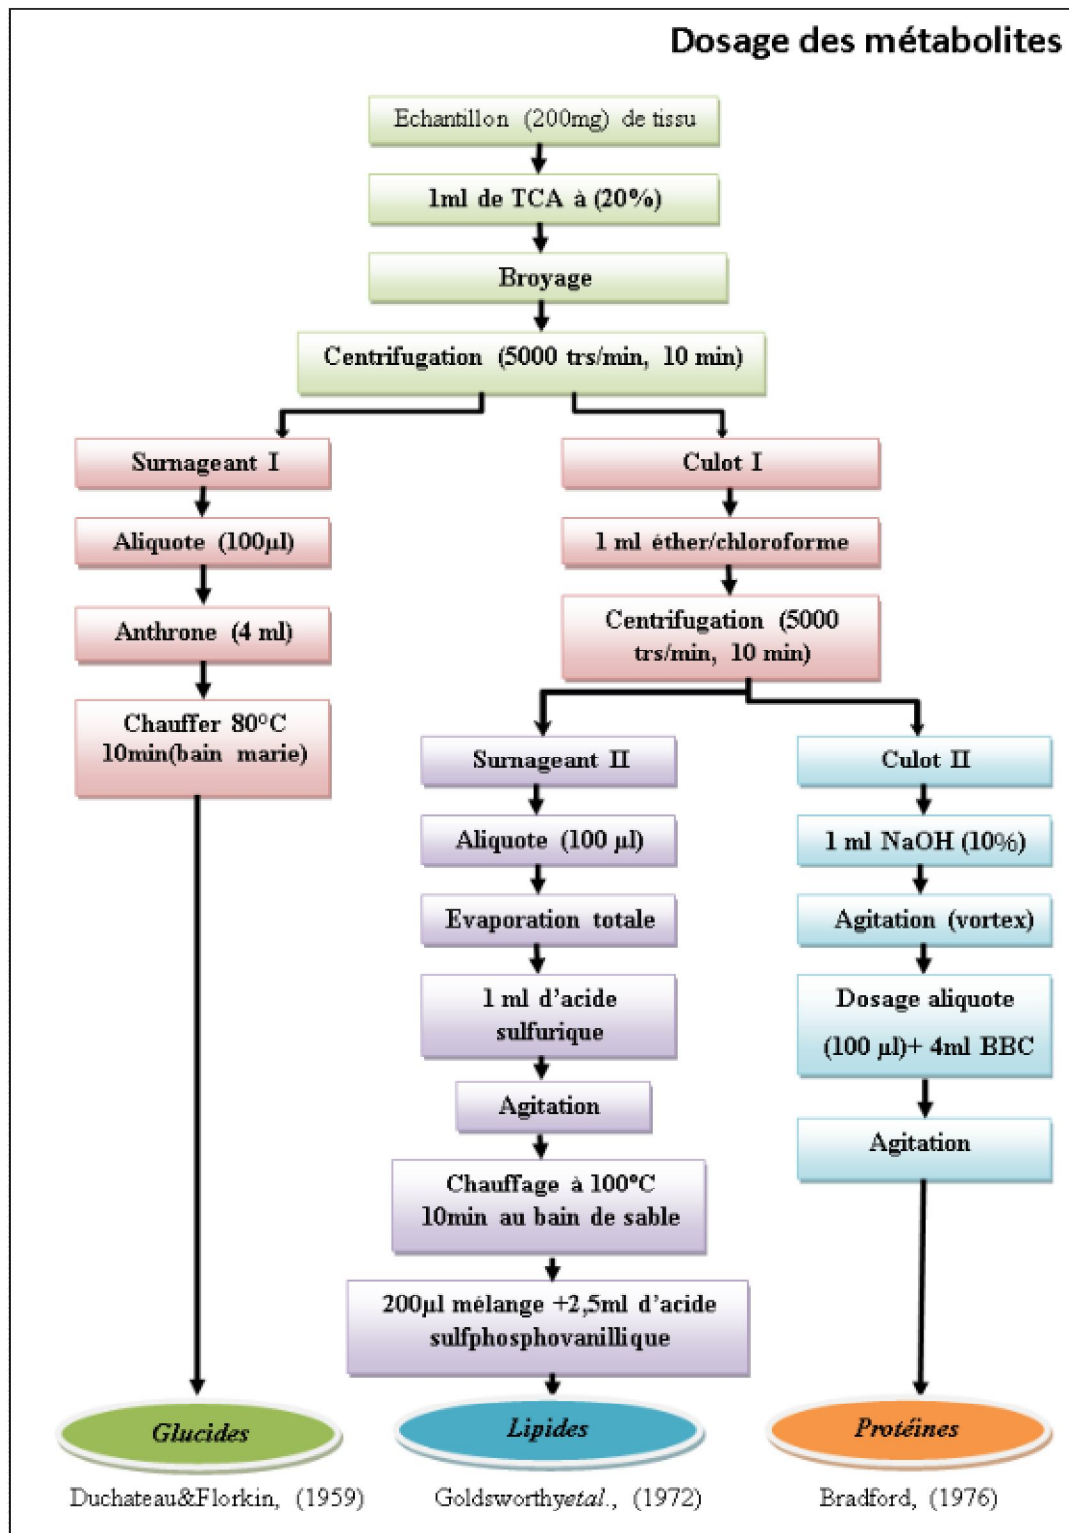 Dosage des métabolites
Echantillon (200mg) de tissu
1ml de TCA à (20%)
Broyage
Centrifugation (5000 trs/min, 10 min)
Surnageant I
Aliquote (100µl)
Anthrone (4 ml)
Chauffer 80°C
10min(bain marie)
Culot I
1 ml éther/chloroforme
Centrifugation (5000
trs/min, 10 min)
Surnageant II
Aliquote (100 µl)
Evaporation totale
1 ml d'acide
sulfurique
Agitation
Chauffage à 100°C
10min au bain de sable
200µl mélange +2,5ml d'acide
sulfphosphovanillique
Culot II
1 ml NaOH (10%)
Agitation (vortex)
Dosage aliquote
(100 µl)+ 4ml BBC
Agitation
Glucides
Lipides
Protéines
Duchateau&Florkin, (1959)
Goldsworthyetal., (1972)
Bradford, (1976)